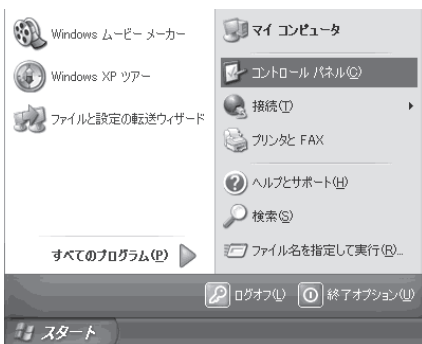 Windows ムービー メーカー
Windows XP ツアー
ファイルと設定の転送ウィザード
すべてのプログラム(P)
マイ コンピュータ
コントロール パネル(C)
接続(T)
プリンタと FAX
ヘルプとサポート(H)
検索(S)
ファイル名を指定して実行(R)...
ログオフ(L)
終了オプション(U)
スタート